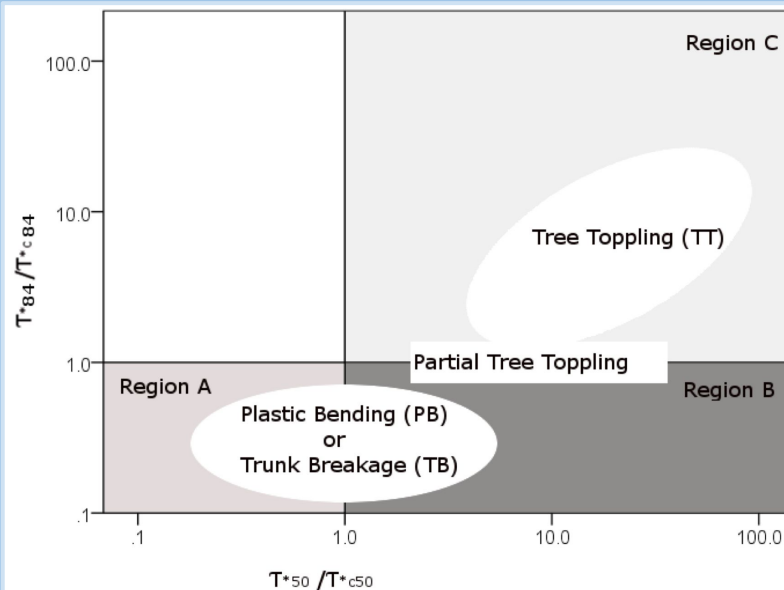 Region C
100.0
10.0
Tree Toppling (TT)
τ*84 /τ*c84
1.0
Partial Tree Toppling
Region A
Region B
Plastic Bending (PB)
or
Trunk Breakage (TB)
.1
.1
1.0
10.0
100.0
τ*50 /τ*c50